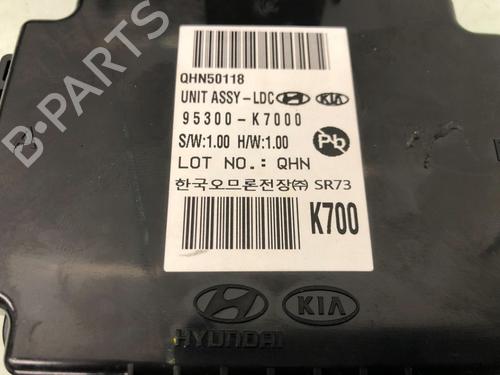 QHN50118
UNIT ASSY-LDC KIA
95300-K7000
S/W:1.00 H/W:1.00 Pb
LOT NO.: QHN
한국오므론전장㈜ SR73
K700
HYUNDAI KIA
B-PARTS